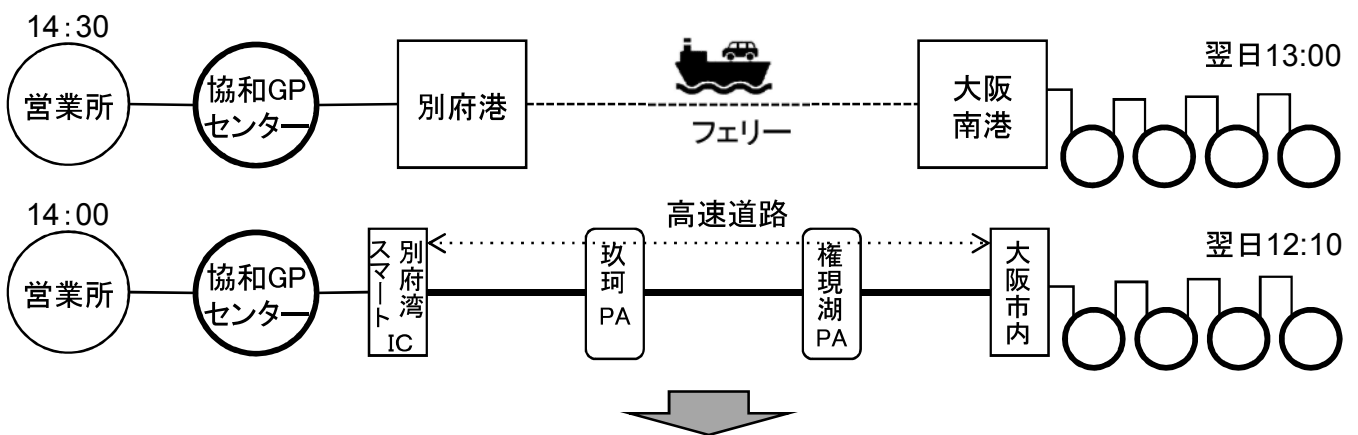 14:30
営業所
協和GP
センター
別府港
フェリー
大阪
南港
翌日13:00
14:00
営業所
協和GP
センター
別府湾
スマート
IC
高速道路
玖珂
PA
権現湖
PA
大阪市内
翌日12:10